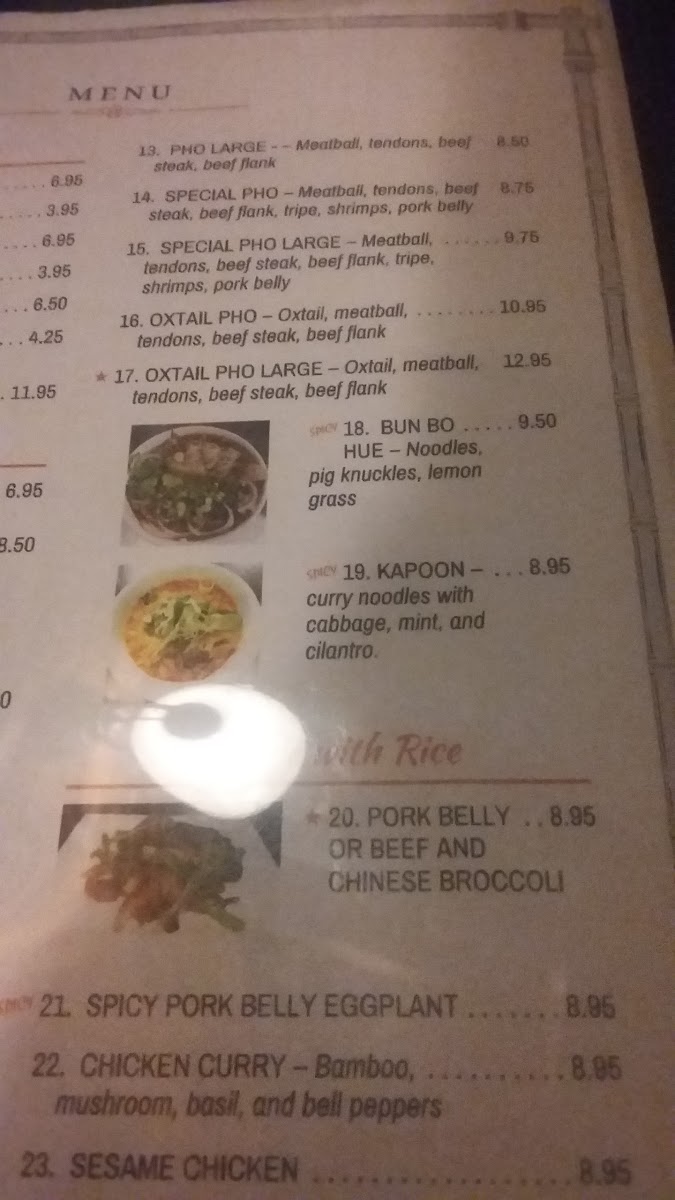 MENU
6.95
3.95
6.95
3.95
6.50
4.25
11.95
6.95
8.50
0
13. PHO LARGE - – Meatball, tendons, beef 8.50
steak, beef flank
14. SPECIAL PHO – Meatball, tendons, beef 8.75
steak, beef flank, tripe, shrimps, pork belly
15. SPECIAL PHO LARGE – Meatball, ...... 9.75
tendons, beef steak, beef flank, tripe,
shrimps, pork belly
16. OXTAIL PHO – Oxtail, meatball, ........ 10.95
tendons, beef steak, beef flank
★ 17. OXTAIL PHO LARGE – Oxtail, meatball, 12.95
tendons, beef steak, beef flank
SPICY 18. BUN BO ..... 9.50
HUE – Noodles,
pig knuckles, lemon
grass
SPICY 19. KAPOON – ... 8.95
curry noodles with
cabbage, mint, and
cilantro.
with Rice
★ 20. PORK BELLY .. 8.95
OR BEEF AND
CHINESE BROCCOLI
SPICY 21. SPICY PORK BELLY EGGPLANT ....... 8.95
22. CHICKEN CURRY – Bamboo, .......... 8.95
mushroom, basil, and bell peppers
23. SESAME CHICKEN .................. 8.95